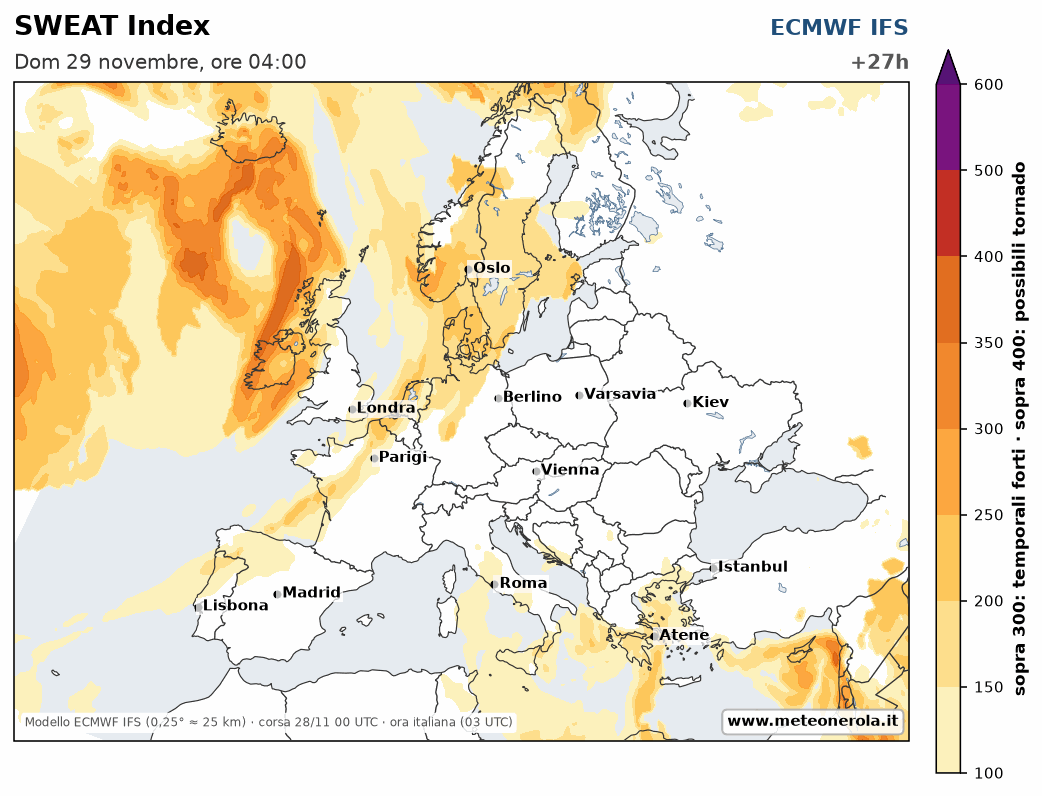 SWEAT Index
ECMWF IFS
Dom 29 novembre, ore 04:00
+27h
600
500
400
350
300
250
200
150
100
sopra 300: temporali forti · sopra 400: possibili tornado
Oslo
Londra
Berlino
Varsavia
Kiev
Parigi
Vienna
Istanbul
Roma
Madrid
Lisbona
Atene
Modello ECMWF IFS (0,25° ≈ 25 km) · corsa 28/11 00 UTC · ora italiana (03 UTC)
www.meteonerola.it